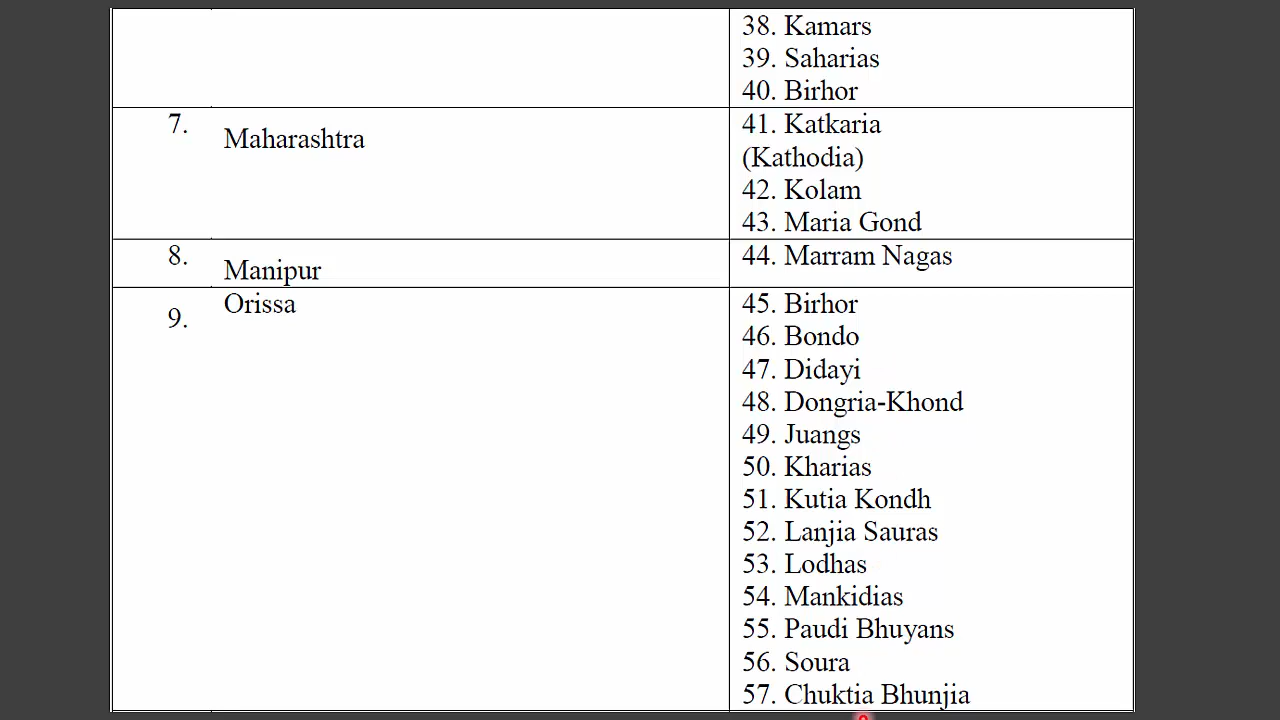 38. Kamars
39. Saharias
40. Birhor
7.
Maharashtra
41. Katkaria
(Kathodia)
42. Kolam
43. Maria Gond
8.
Manipur
44. Marram Nagas
9.
Orissa
45. Birhor
46. Bondo
47. Didayi
48. Dongria-Khond
49. Juangs
50. Kharias
51. Kutia Kondh
52. Lanjia Sauras
53. Lodhas
54. Mankidias
55. Paudi Bhuyans
56. Soura
57. Chuktia Bhunjia